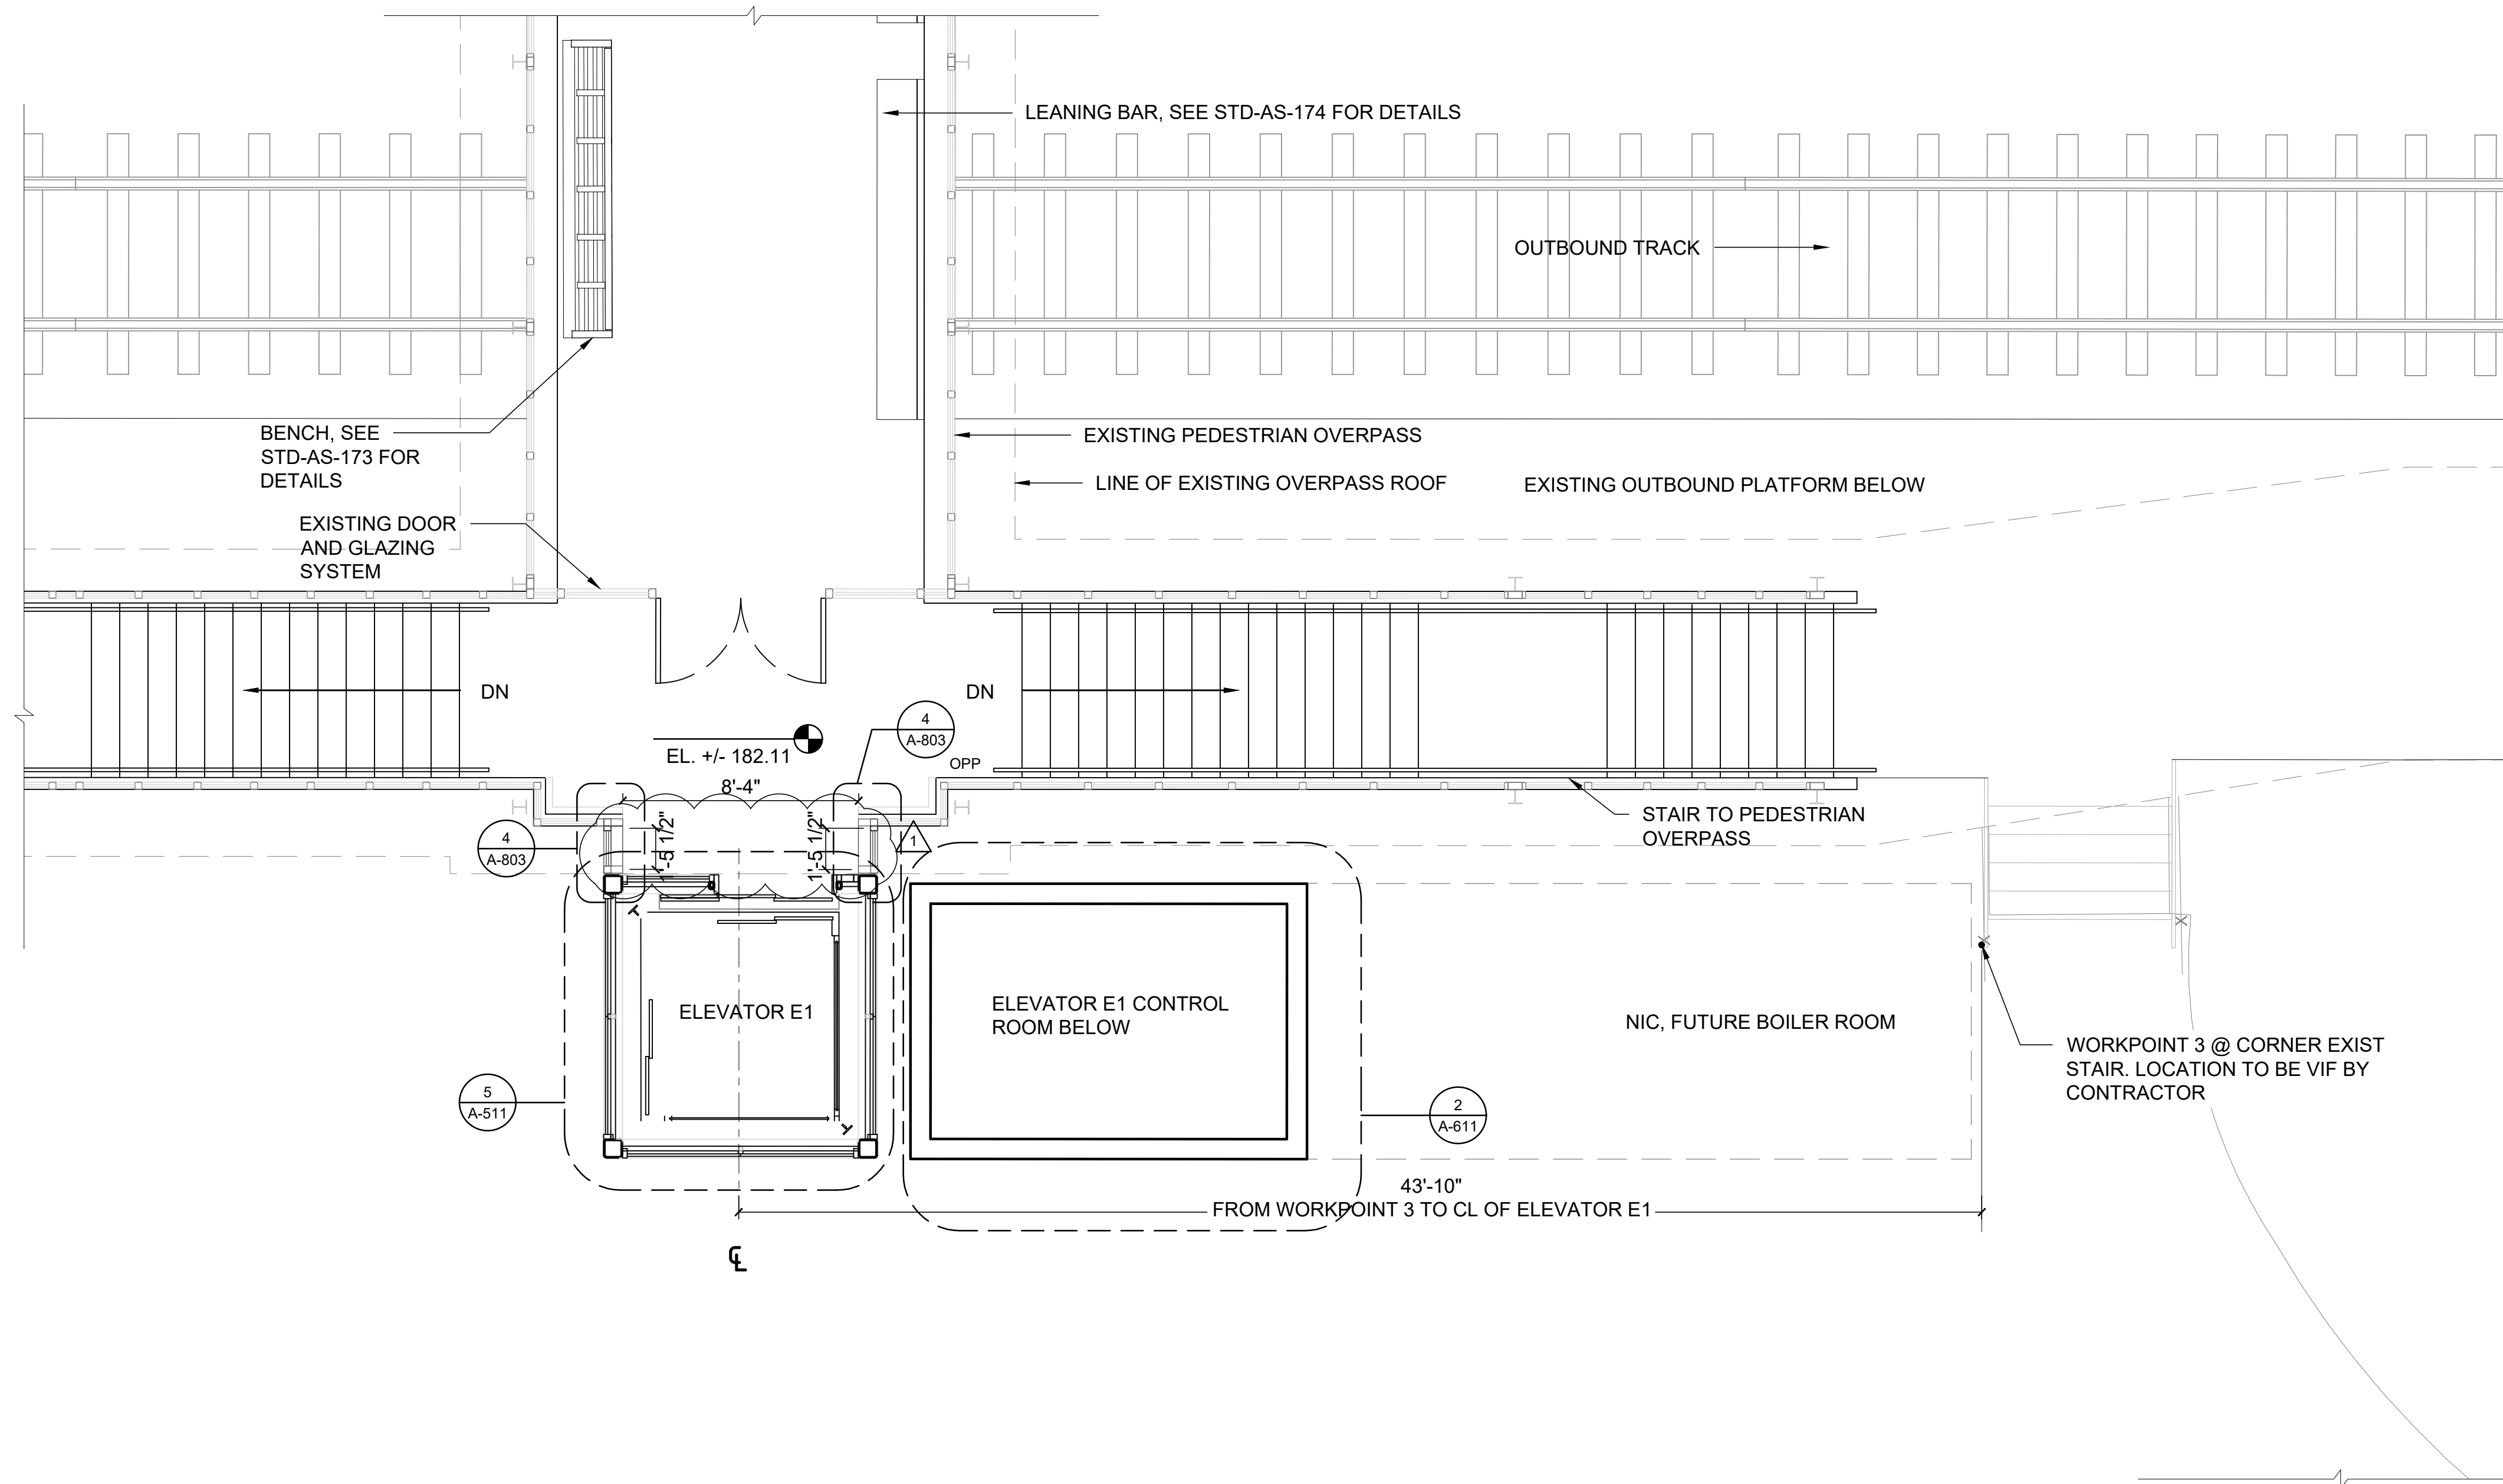 LEANING BAR, SEE STD-AS-174 FOR DETAILS
OUTBOUND TRACK
BENCH, SEE
STD-AS-173 FOR
DETAILS
EXISTING PEDESTRIAN OVERPASS
LINE OF EXISTING OVERPASS ROOF
EXISTING OUTBOUND PLATFORM BELOW
EXISTING DOOR
AND GLAZING
SYSTEM
DN
DN
4
A-803
EL. +/- 182.11
OPP
8'-4"
STAIR TO PEDESTRIAN
OVERPASS
4
A-803
1'-5 1/2"
1'-5 1/2"
1
ELEVATOR E1
ELEVATOR E1 CONTROL
ROOM BELOW
NIC, FUTURE BOILER ROOM
WORKPOINT 3 @ CORNER EXIST
STAIR. LOCATION TO BE VIF BY
CONTRACTOR
5
A-511
2
A-611
43'-10"
FROM WORKPOINT 3 TO CL OF ELEVATOR E1
℄